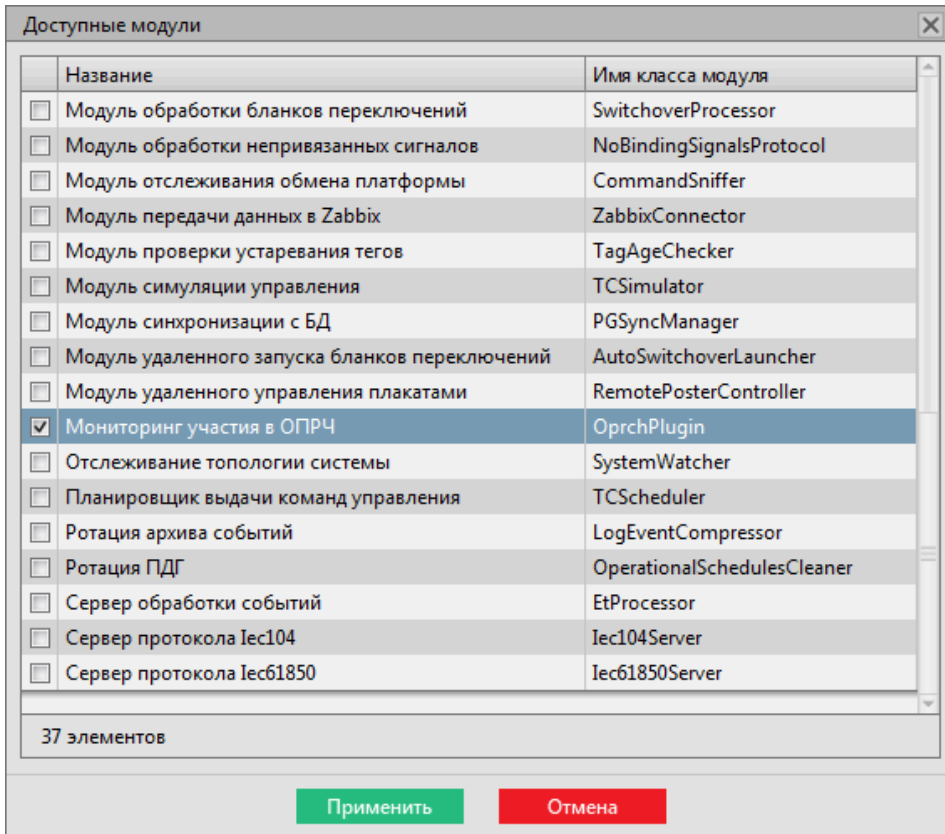 Доступные модули
Название Имя класса модуля
Модуль обработки бланков переключений SwitchoverProcessor
Модуль обработки непривязанных сигналов NoBindingSignalsProtocol
Модуль отслеживания обмена платформы CommandSniffer
Модуль передачи данных в Zabbix ZabbixConnector
Модуль проверки устаревания тегов TagAgeChecker
Модуль симуляции управления TCSimulator
Модуль синхронизации с БД PGSyncManager
Модуль удаленного запуска бланков переключений AutoSwitchoverLauncher
Модуль удаленного управления плакатами RemotePosterController
Мониторинг участия в ОПРЧ OprchPlugin
Отслеживание топологии системы SystemWatcher
Планировщик выдачи команд управления TCScheduler
Ротация архива событий LogEventCompressor
Ротация ПДГ OperationalSchedulesCleaner
Сервер обработки событий EtProcessor
Сервер протокола Iec104 Iec104Server
Сервер протокола Iec61850 Iec61850Server
37 элементов
Применить Отмена